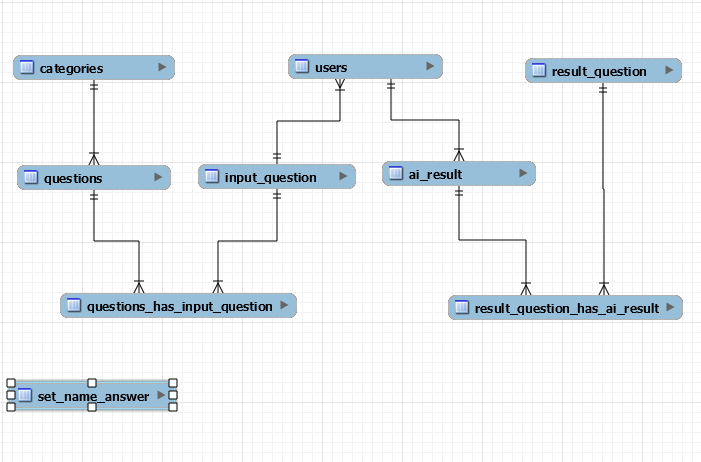 categories
users
result_question
questions
input_question
ai_result
questions_has_input_question
result_question_has_ai_result
set_name_answer